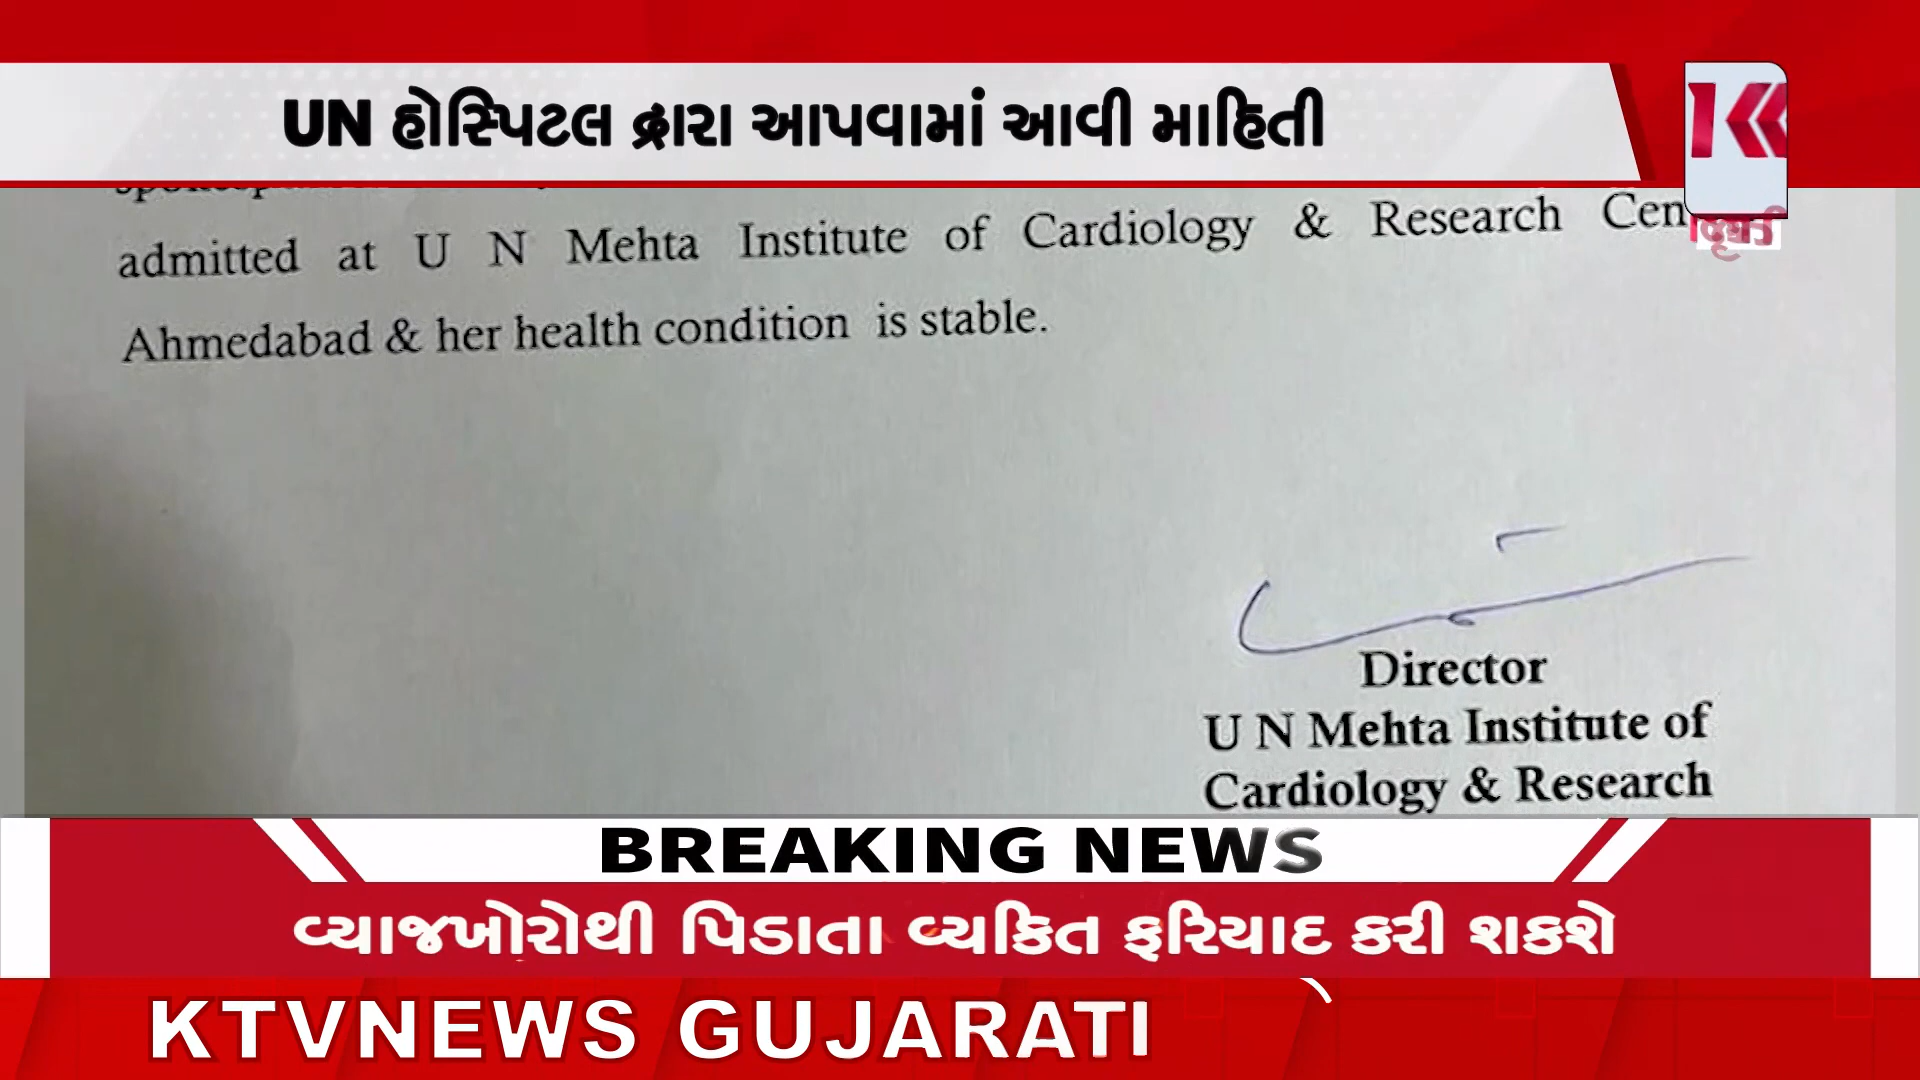 UN હોસ્પિટલ દ્વારા આપવામાં આવી માહિતી
admitted at U N Mehta Institute of Cardiology & Research
Ahmedabad & her health condition is stable.
Director
U N Mehta Institute of
Cardiology & Research
BREAKING NEWS
વ્યાજખોરોથી પિડાતા વ્યકિત ફરિયાદ કરી શકશે
KTVNEWS GUJARATI